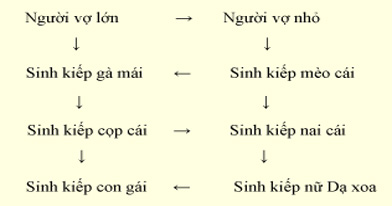 Người vợ lớn → Người vợ nhỏ
↓ ↓
Sinh kiếp gà mái ← Sinh kiếp mèo cái
↓ ↓
Sinh kiếp cọp cái → Sinh kiếp nai cái
↓ ↓
Sinh kiếp con gái ← Sinh kiếp nữ Dạ xoa